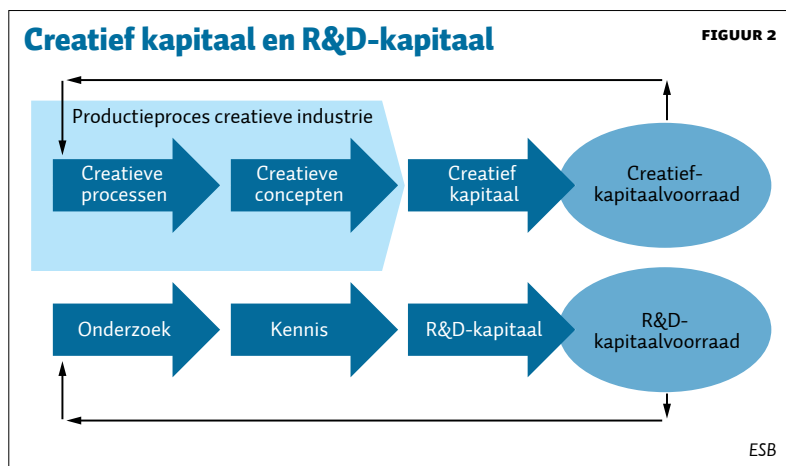 Creatief kapitaal en R&D-kapitaal
FIGUUR 2
Productieproces creatieve industrie
Creatieve
processen
Creatieve
concepten
Creatief
kapitaal
Creatief-
kapitaalvoorraad
Onderzoek
Kennis
R&D-kapitaal
R&D-
kapitaalvoorraad
ESB